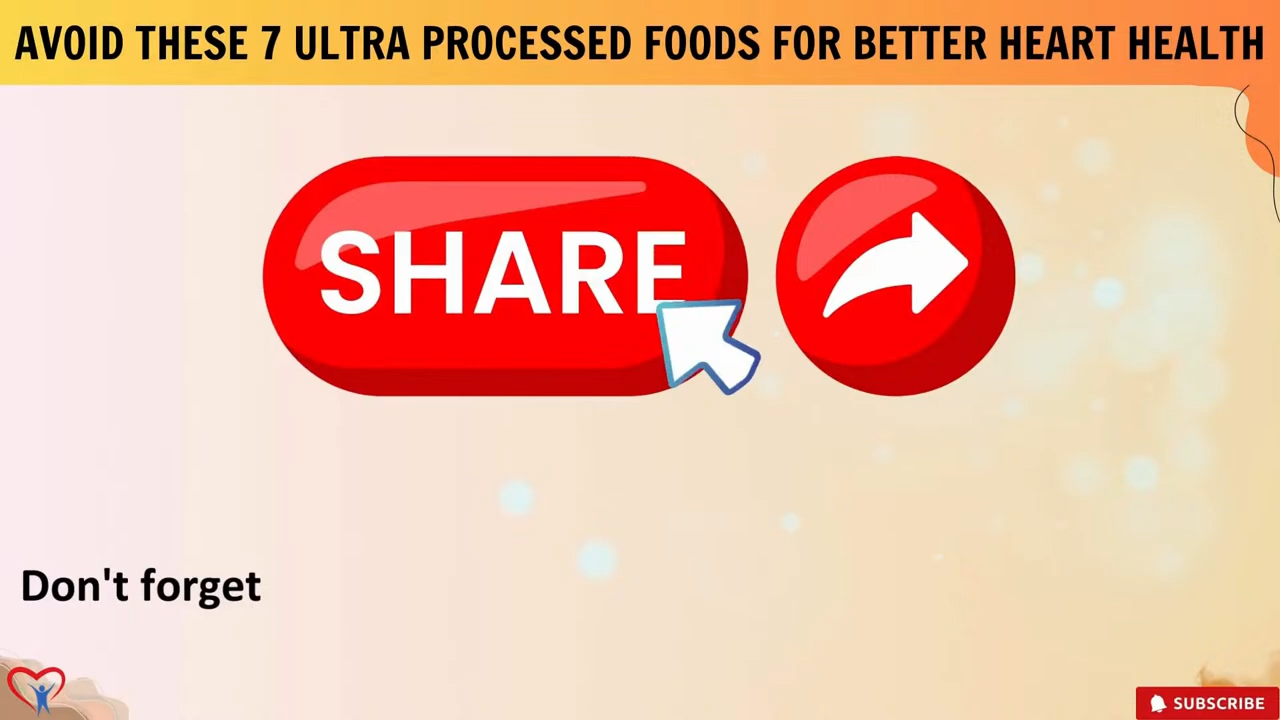 AVOID THESE 7 ULTRA PROCESSED FOODS FOR BETTER HEART HEALTH
SHARE
Don't forget
SUBSCRIBE